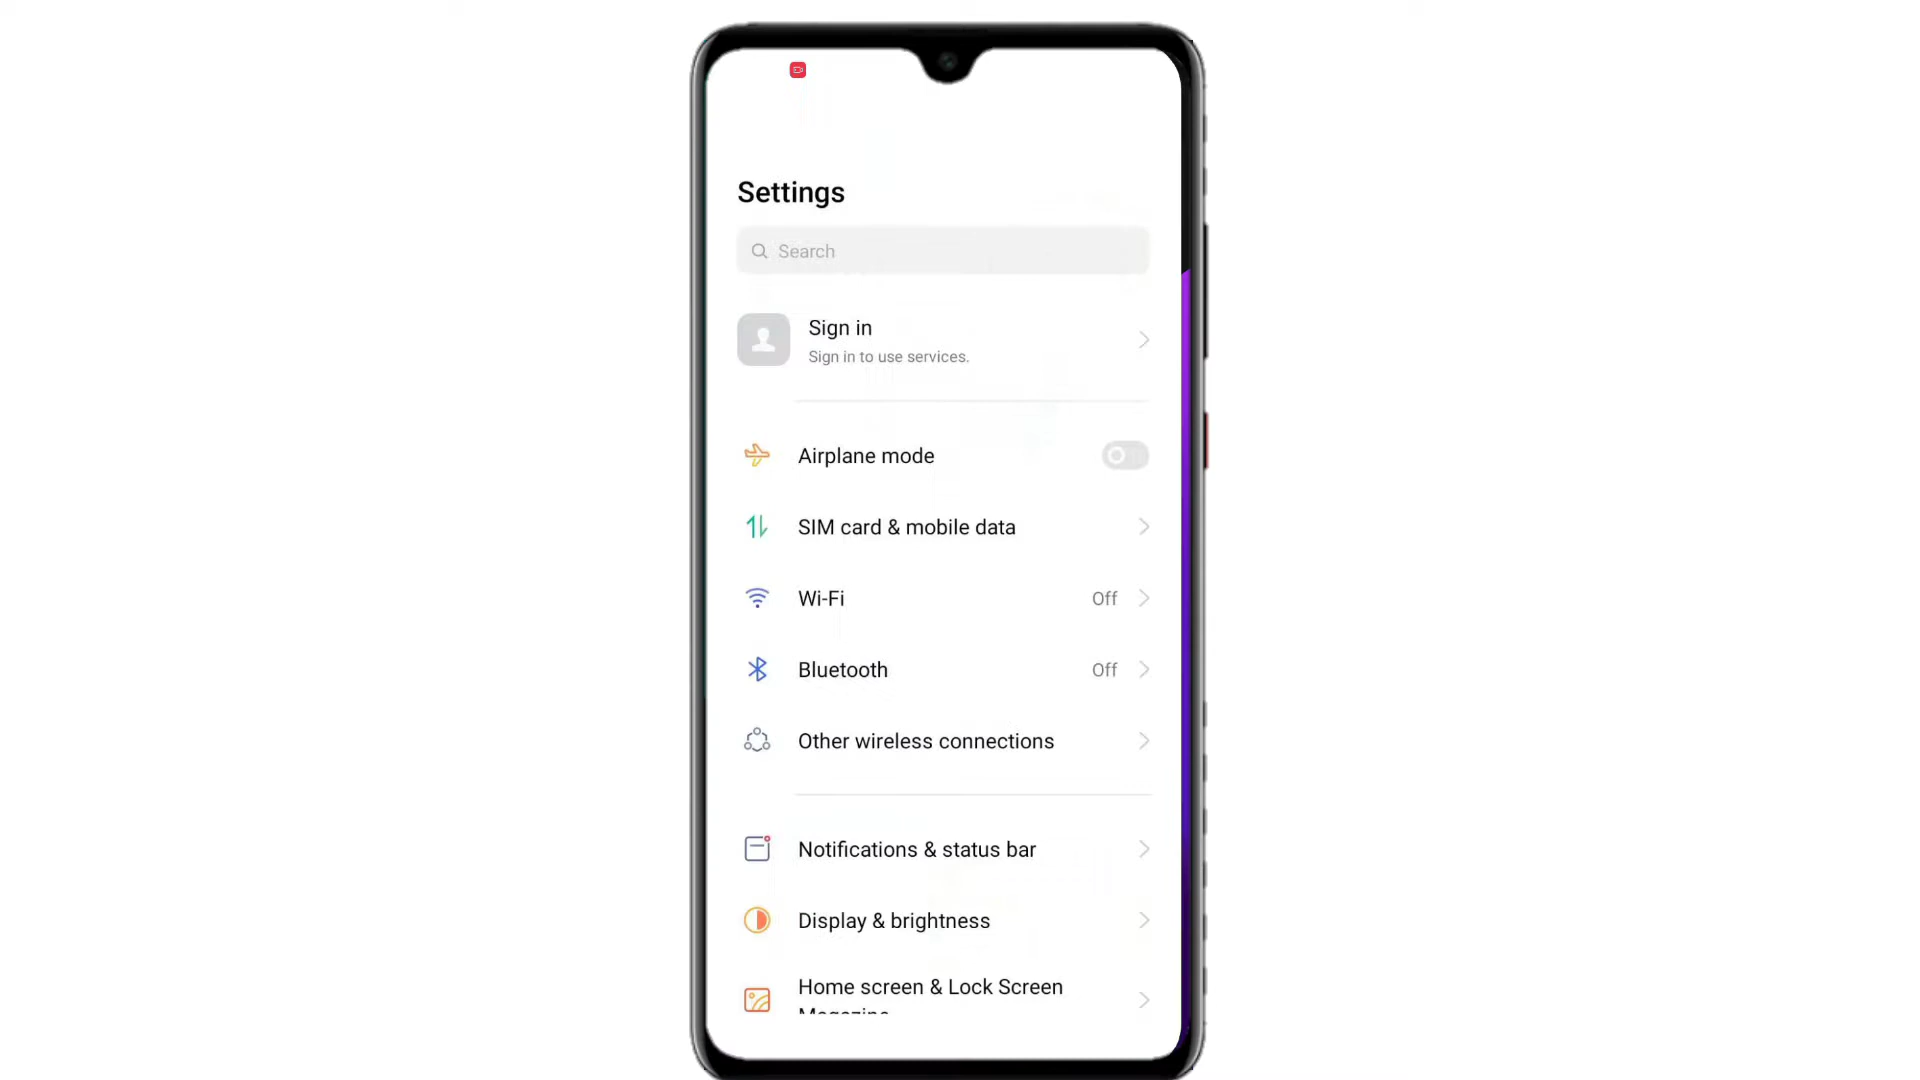 Settings
Search
Sign in
Sign in to use services.
Airplane mode
SIM card & mobile data
Wi-Fi Off
Bluetooth Off
Other wireless connections
Notifications & status bar
Display & brightness
Home screen & Lock Screen
Magazine